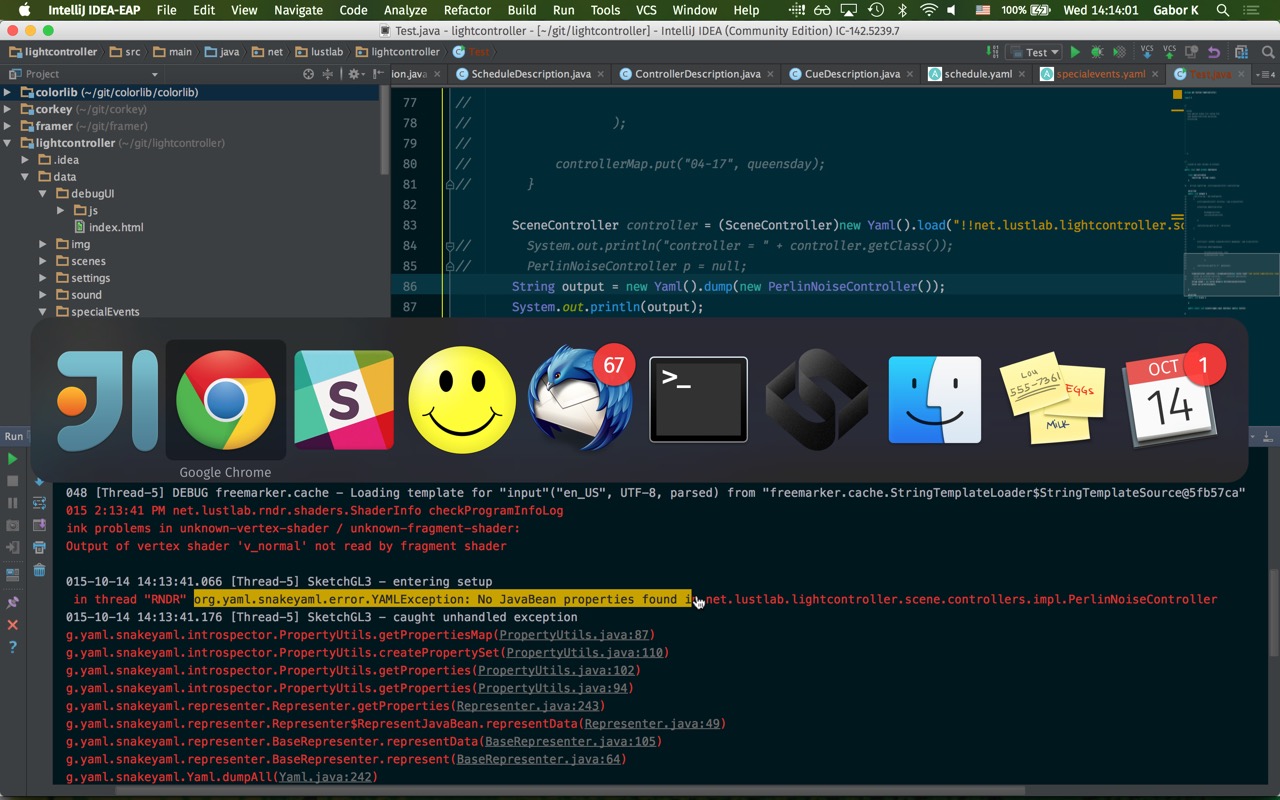 IntelliJ IDEA-EAP File Edit View Navigate Code Analyze Refactor Build Run Tools VCS Window Help 100% Wed 14:14:01 Gabor K
Test.java - lightcontroller - [~/git/lightcontroller] - IntelliJ IDEA (Community Edition) IC-142.5239.7
lightcontroller src main java net lustlab lightcontroller Test Test VCS VCS
Project ion.java ScheduleDescription.java ControllerDescription.java CueDescription.java schedule.yaml specialevents.yaml Test.java
colorlib (~/git/colorlib/colorlib)
corkey (~/git/corkey)
framer (~/git/framer)
lightcontroller (~/git/lightcontroller)
.idea
data
debugUI
js
index.html
img
scenes
settings
sound
specialEvents
77 //
78 // );
79 //
80 // controllerMap.put("04-17", queensday);
81 // }
82
83 SceneController controller = (SceneController)new Yaml().load("!!net.lustlab.lightcontroller.sc
84 // System.out.println("controller = " + controller.getClass());
85 // PerlinNoiseController p = null;
86 String output = new Yaml().dump(new PerlinNoiseController());
87 System.out.println(output);
S
67
>_
Lou
555-7361
EGGS
MiLK
OCT
14
1
Google Chrome
Run
048 [Thread-5] DEBUG freemarker.cache - Loading template for "input"("en_US", UTF-8, parsed) from "freemarker.cache.StringTemplateLoader$StringTemplateSource@5fb57ca"
015 2:13:41 PM net.lustlab.rndr.shaders.ShaderInfo checkProgramInfoLog
ink problems in unknown-vertex-shader / unknown-fragment-shader:
Output of vertex shader 'v_normal' not read by fragment shader
015-10-14 14:13:41.066 [Thread-5] SketchGL3 - entering setup
in thread "RNDR" org.yaml.snakeyaml.error.YAMLException: No JavaBean properties found in net.lustlab.lightcontroller.scene.controllers.impl.PerlinNoiseController
015-10-14 14:13:41.176 [Thread-5] SketchGL3 - caught unhandled exception
g.yaml.snakeyaml.introspector.PropertyUtils.getPropertiesMap(PropertyUtils.java:87)
g.yaml.snakeyaml.introspector.PropertyUtils.createPropertySet(PropertyUtils.java:110)
g.yaml.snakeyaml.introspector.PropertyUtils.getProperties(PropertyUtils.java:102)
g.yaml.snakeyaml.introspector.PropertyUtils.getProperties(PropertyUtils.java:94)
g.yaml.snakeyaml.representer.Representer.getProperties(Representer.java:243)
g.yaml.snakeyaml.representer.Representer$RepresentJavaBean.representData(Representer.java:49)
g.yaml.snakeyaml.representer.BaseRepresenter.representData(BaseRepresenter.java:105)
g.yaml.snakeyaml.representer.BaseRepresenter.represent(BaseRepresenter.java:64)
g.yaml.snakeyaml.Yaml.dumpAll(Yaml.java:242)